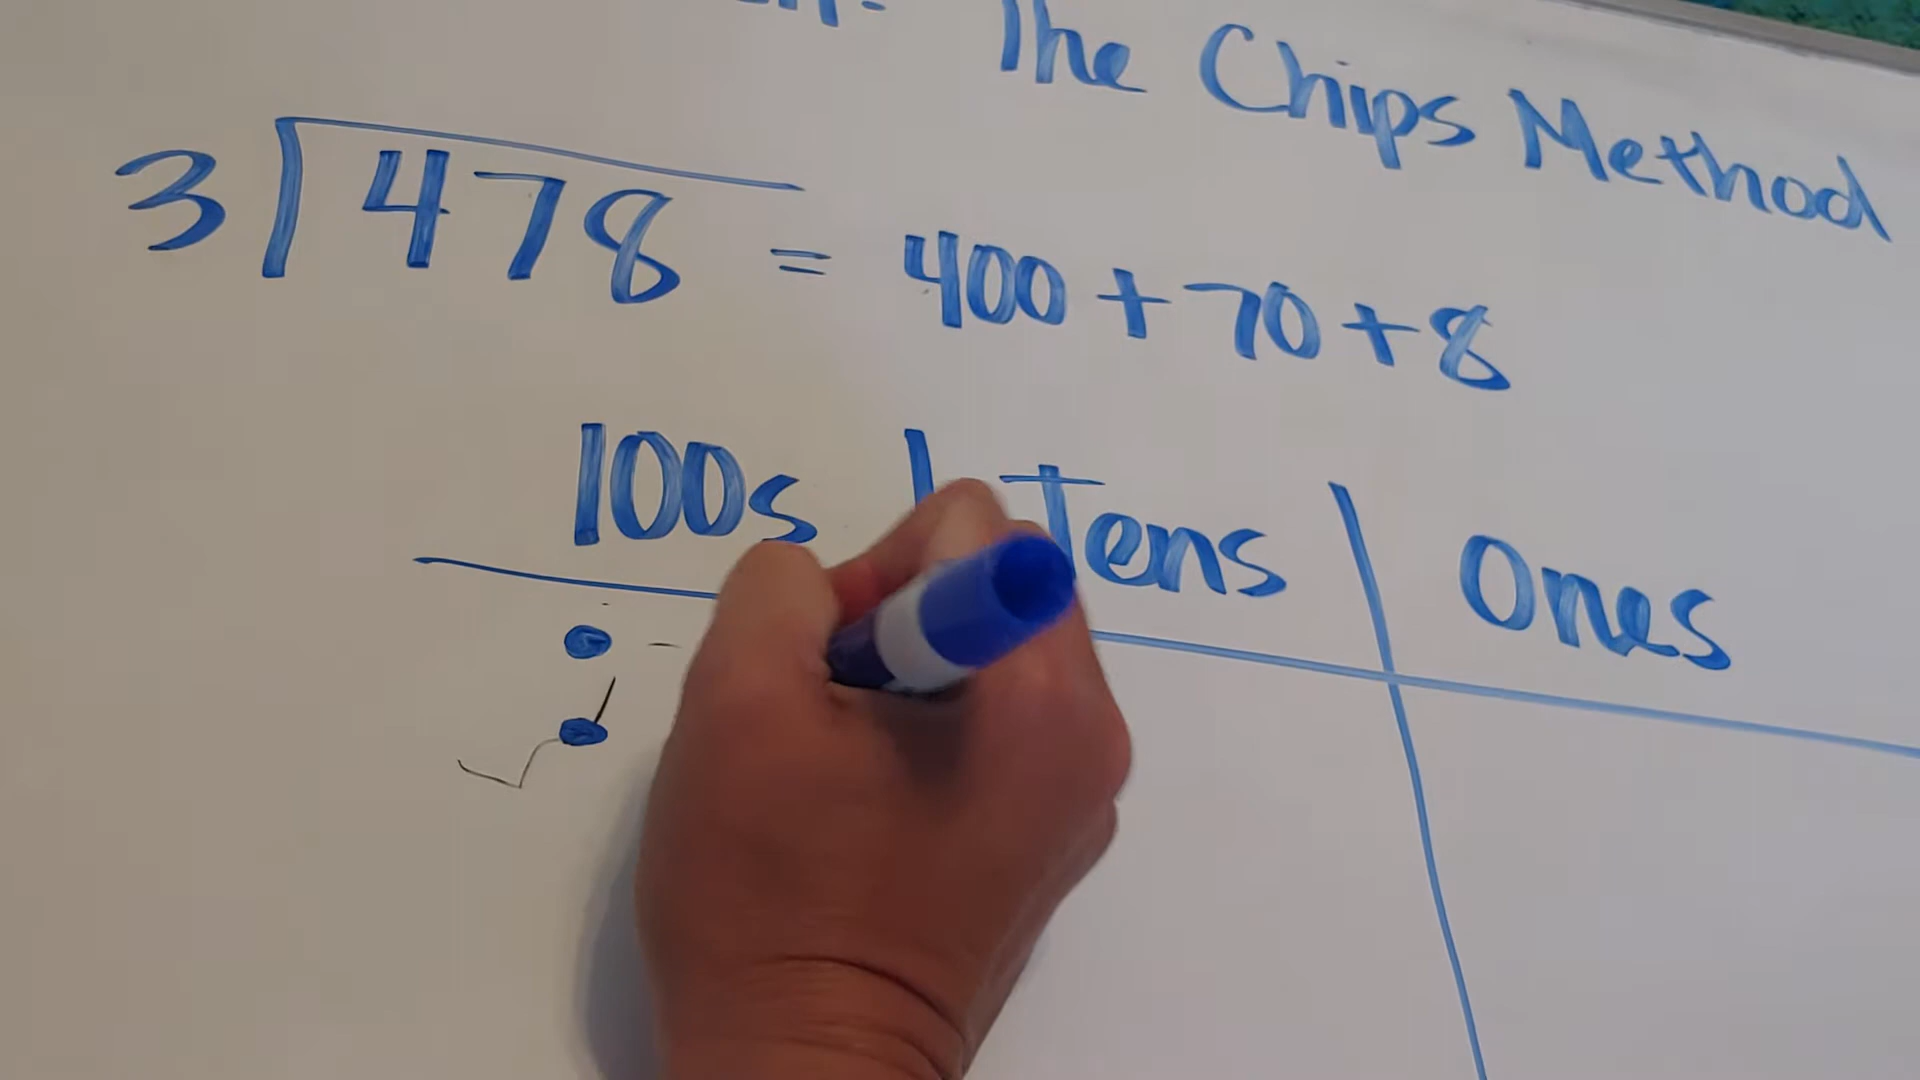 The Chips Method
3 478 = 400 + 70 + 8
100s Tens Ones